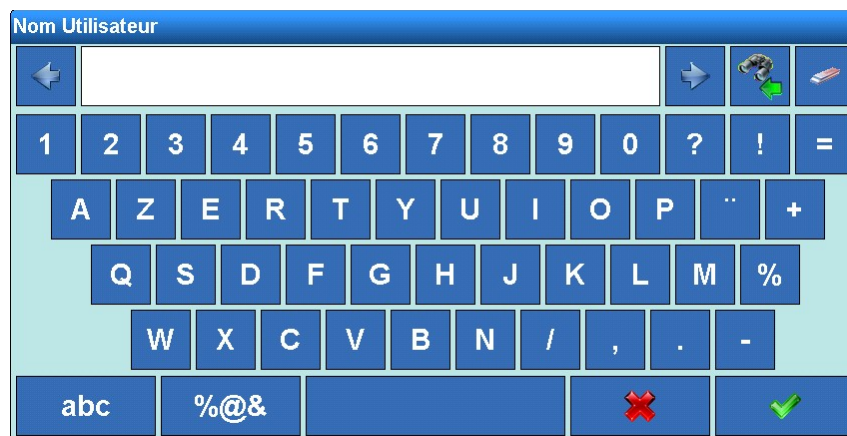 Nom Utilisateur
1 2 3 4 5 6 7 8 9 0 ? ! =
A Z E R T Y U I O P ¨ +
Q S D F G H J K L M %
W X C V B N / , . -
abc %@&